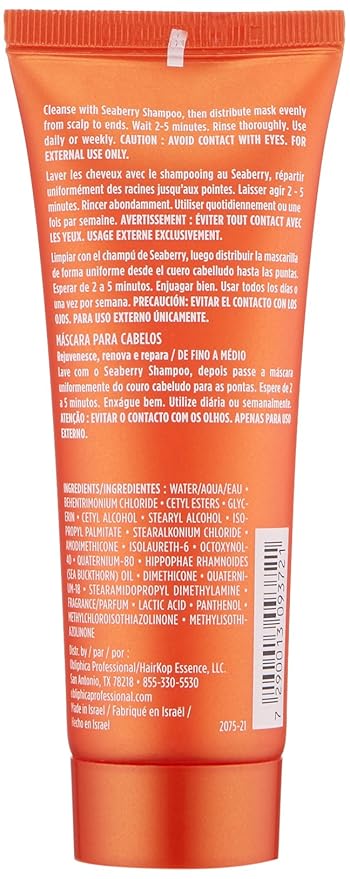 Cleanse with Seaberry Shampoo, then distribute mask evenly
from scalp to ends. Wait 2-5 minutes. Rinse thoroughly. Use
daily or weekly. CAUTION : AVOID CONTACT WITH EYES. FOR
EXTERNAL USE ONLY.
Laver les cheveux avec le shampooing au Seaberry, répartir
uniformément des racines jusqu'aux pointes. Laisser agir 2 - 5
minutes. Rincer abondamment. Utiliser quotidiennement ou une
fois par semaine. AVERTISSEMENT : ÉVITER TOUT CONTACT AVEC
LES YEUX. USAGE EXTERNE EXCLUSIVEMENT.
Limpiar con el champú de Seaberry, luego distribuir la mascarilla
de forma uniforme desde el cuero cabelludo hasta las puntas.
Esperar de 2 a 5 minutos. Enjuagar bien. Usar todos los días o
una vez por semana. PRECAUCIÓN: EVITAR EL CONTACTO CON LOS
OJOS. PARA USO EXTERNO ÚNICAMENTE.
MÁSCARA PARA CABELOS
Rejuvenesce, renova e repara / DE FINO A MÉDIO
Lave com o Seaberry Shampoo, depois passe a máscara
uniformemente do couro cabeludo para as pontas. Espere de 2
a 5 minutos. Enxágue bem. Utilize diária ou semanalmente.
ATENÇÃO : EVITAR O CONTACTO COM OS OLHOS. APENAS PARA USO
EXTERNO.
INGREDIENTS/INGREDIENTES : WATER/AQUA/EAU •
BEHENTRIMONIUM CHLORIDE • CETYL ESTERS • GLYC-
ERIN • CETYL ALCOHOL • STEARYL ALCOHOL • ISO-
PROPYL PALMITATE • STEARALKONIUM CHLORIDE •
AMODIMETHICONE • ISOLAURETH-6 • OCTOXYNOL-
40 • QUATERNIUM-80 • HIPPOPHAE RHAMNOIDES
(SEA BUCKTHORN) OIL • DIMETHICONE • QUATERNI-
UM-18 • STEARAMIDOPROPYL DIMETHYLAMINE •
FRAGRANCE/PARFUM • LACTIC ACID • PANTHENOL •
METHYLCHLOROISOTHIAZOLINONE • METHYLISOTHI-
AZOLINONE
Distr. by / par / por :
Obliphica Professional/HairKop Essence, LLC.
San Antonio, TX 78218 • 855-330-5530
obliphicaprofessional.com
Made in Israel / Fabriqué en Israël /
Hecho en Israel
2075-21
7 290013 093721